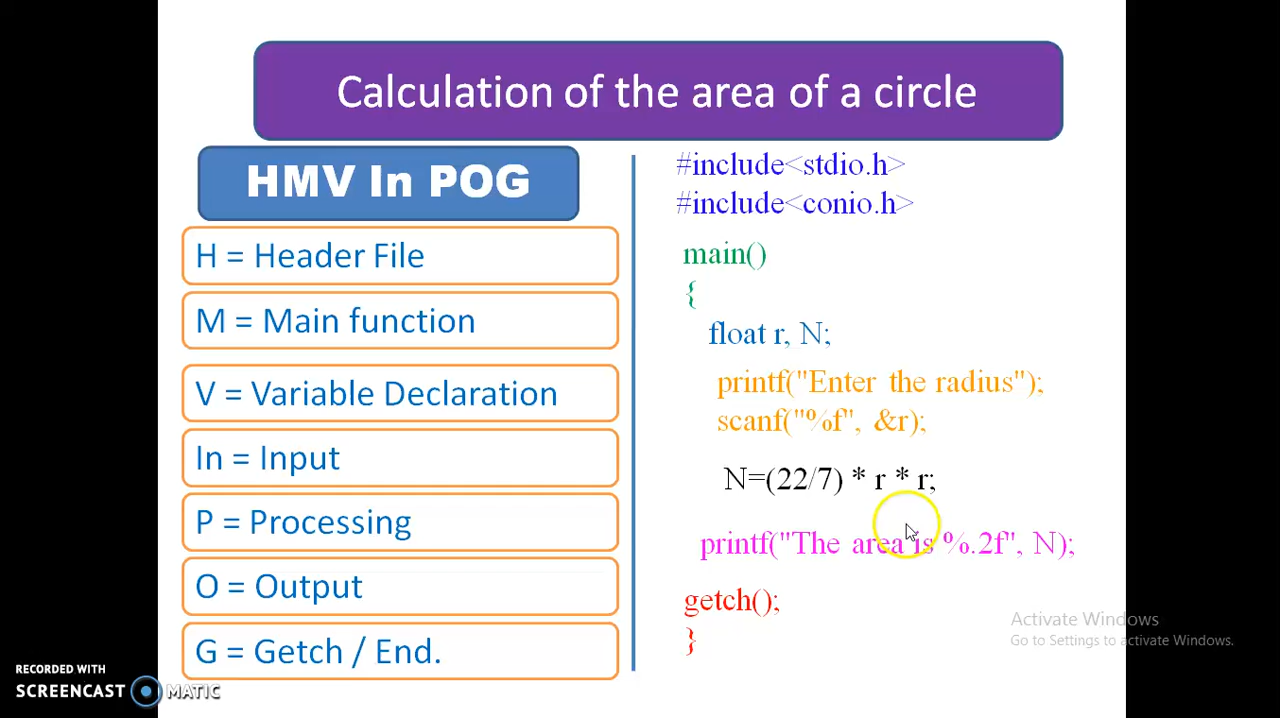 Calculation of the area of a circle
HMV In POG
H = Header File
M = Main function
V = Variable Declaration
In = Input
P = Processing
O = Output
G = Getch / End.
#include<stdio.h>
#include<conio.h>
main()
{
float r, N;
printf("Enter the radius");
scanf("%f", &r);
N=(22/7) * r * r;
printf("The area is %.2f", N);
getch();
}
Activate Windows
Go to Settings to activate Windows.
RECORDED WITH
SCREENCAST MATIC